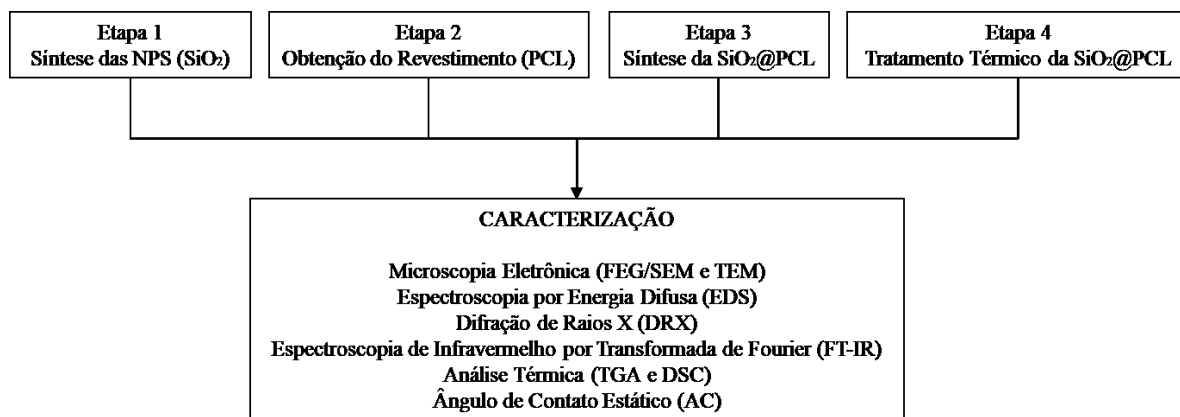 Etapa 1
Síntese das NPS (SiO₂)
Etapa 2
Obtenção do Revestimento (PCL)
Etapa 3
Síntese da SiO₂@PCL
Etapa 4
Tratamento Térmico da SiO₂@PCL
CARACTERIZAÇÃO
Microscopia Eletrônica (FEG/SEM e TEM)
Espectroscopia por Energia Difusa (EDS)
Difração de Raios X (DRX)
Espectroscopia de Infravermelho por Transformada de Fourier (FT-IR)
Análise Térmica (TGA e DSC)
Ângulo de Contato Estático (AC)